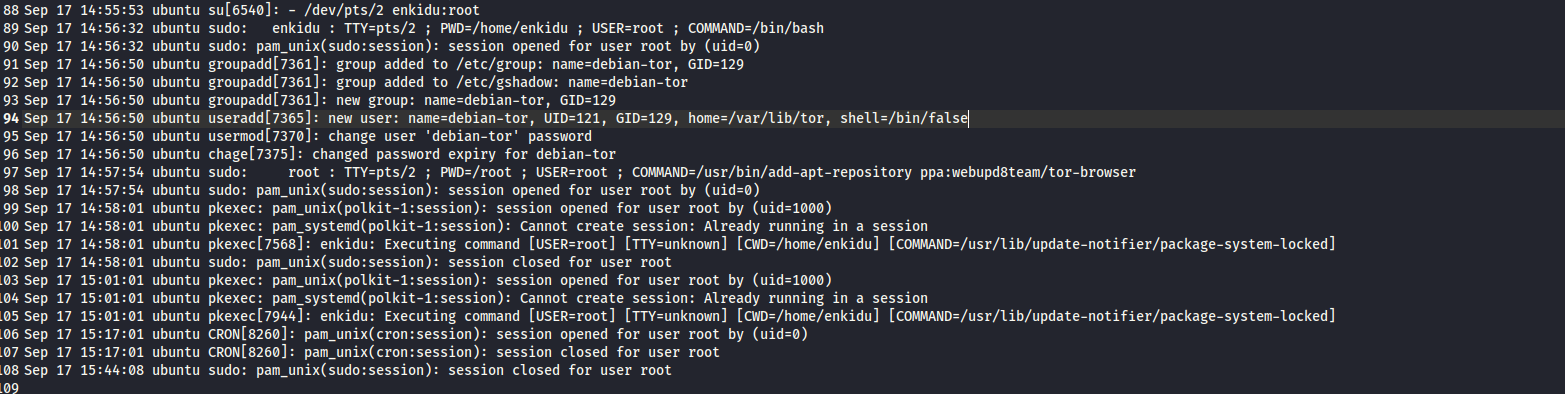 88 Sep 17 14:55:53 ubuntu su[6540]: - /dev/pts/2 enkidu:root
89 Sep 17 14:56:32 ubuntu sudo:   enkidu : TTY=pts/2 ; PWD=/home/enkidu ; USER=root ; COMMAND=/bin/bash
90 Sep 17 14:56:32 ubuntu sudo: pam_unix(sudo:session): session opened for user root by (uid=0)
91 Sep 17 14:56:50 ubuntu groupadd[7361]: group added to /etc/group: name=debian-tor, GID=129
92 Sep 17 14:56:50 ubuntu groupadd[7361]: group added to /etc/gshadow: name=debian-tor
93 Sep 17 14:56:50 ubuntu groupadd[7361]: new group: name=debian-tor, GID=129
94 Sep 17 14:56:50 ubuntu useradd[7365]: new user: name=debian-tor, UID=121, GID=129, home=/var/lib/tor, shell=/bin/false
95 Sep 17 14:56:50 ubuntu usermod[7370]: change user 'debian-tor' password
96 Sep 17 14:56:50 ubuntu chage[7375]: changed password expiry for debian-tor
97 Sep 17 14:57:54 ubuntu sudo:     root : TTY=pts/2 ; PWD=/root ; USER=root ; COMMAND=/usr/bin/add-apt-repository ppa:webupd8team/tor-browser
98 Sep 17 14:57:54 ubuntu sudo: pam_unix(sudo:session): session opened for user root by (uid=0)
99 Sep 17 14:58:01 ubuntu pkexec: pam_unix(polkit-1:session): session opened for user root by (uid=1000)
100 Sep 17 14:58:01 ubuntu pkexec: pam_systemd(polkit-1:session): Cannot create session: Already running in a session
101 Sep 17 14:58:01 ubuntu pkexec[7568]: enkidu: Executing command [USER=root] [TTY=unknown] [CWD=/home/enkidu] [COMMAND=/usr/lib/update-notifier/package-system-locked]
102 Sep 17 14:58:01 ubuntu sudo: pam_unix(sudo:session): session closed for user root
103 Sep 17 15:01:01 ubuntu pkexec: pam_unix(polkit-1:session): session opened for user root by (uid=1000)
104 Sep 17 15:01:01 ubuntu pkexec: pam_systemd(polkit-1:session): Cannot create session: Already running in a session
105 Sep 17 15:01:01 ubuntu pkexec[7944]: enkidu: Executing command [USER=root] [TTY=unknown] [CWD=/home/enkidu] [COMMAND=/usr/lib/update-notifier/package-system-locked]
106 Sep 17 15:17:01 ubuntu CRON[8260]: pam_unix(cron:session): session opened for user root by (uid=0)
107 Sep 17 15:17:01 ubuntu CRON[8260]: pam_unix(cron:session): session closed for user root
108 Sep 17 15:44:08 ubuntu sudo: pam_unix(sudo:session): session closed for user root
109